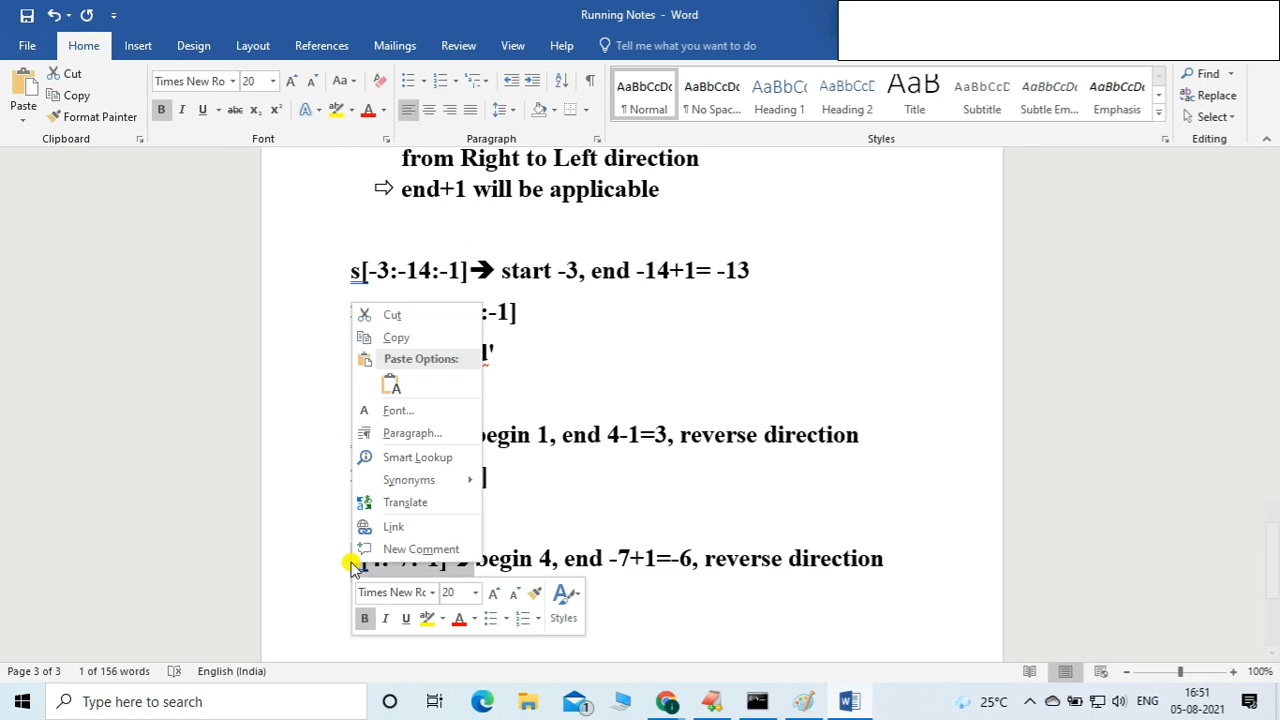 Running Notes - Word
File Home Insert Design Layout References Mailings Review View Help Tell me what you want to do
Paste
Cut
Copy
Format Painter
Clipboard
Times New Ro 20
Font
Paragraph
AaBbCcDc AaBbCcDc AaBbCc AaBbCcD AaB AaBbCcD AaBbCcDc AaBbCcDc
¶ Normal ¶ No Spac... Heading 1 Heading 2 Title Subtitle Subtle Em... Emphasis
Styles
Find
Replace
Select
Editing
from Right to Left direction
⇨ end+1 will be applicable
s[-3:-14:-1]➔ start -3, end -14+1= -13
:-1]
Cut
Copy
Paste Options:
Font...
Paragraph...
Smart Lookup
Synonyms
Translate
Link
New Comment
begin 1, end 4-1=3, reverse direction
]
begin 4, end -7+1=-6, reverse direction
Times New Ro 20
Styles
Page 3 of 3 1 of 156 words English (India) 100%
Type here to search
25°C ENG 16:51
05-08-2021